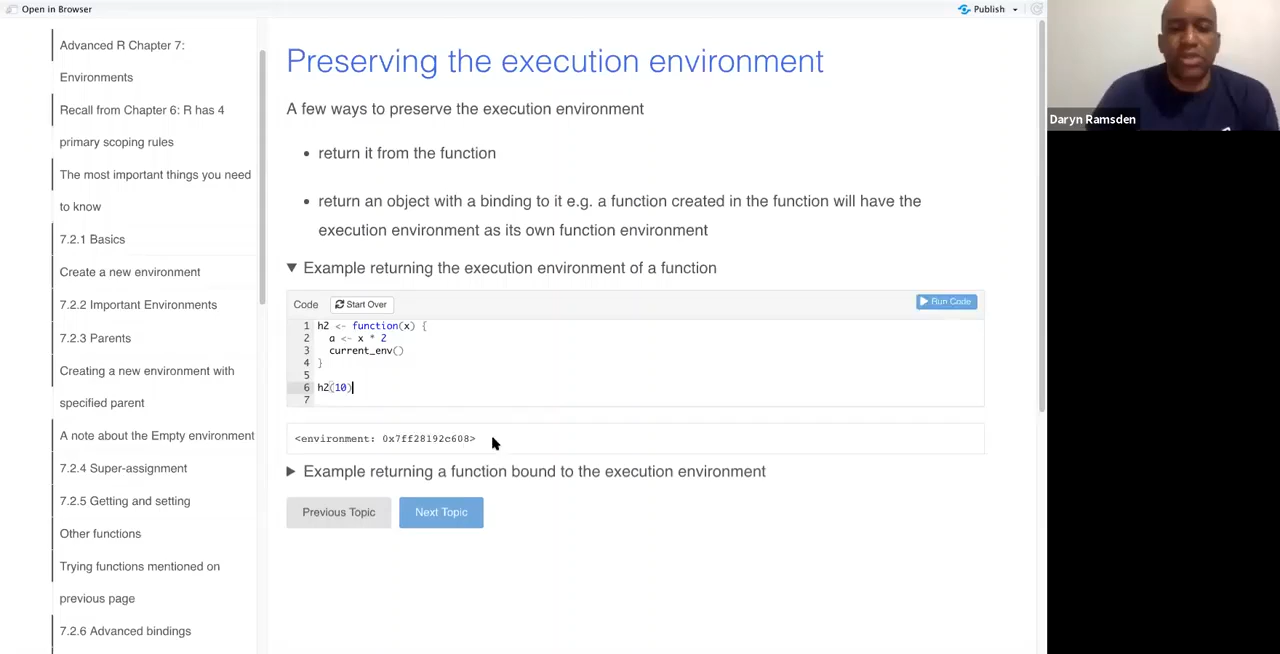 Open in Browser
Publish
Advanced R Chapter 7:
Environments
Recall from Chapter 6: R has 4
primary scoping rules
The most important things you need
to know
7.2.1 Basics
Create a new environment
7.2.2 Important Environments
7.2.3 Parents
Creating a new environment with
specified parent
A note about the Empty environment
7.2.4 Super-assignment
7.2.5 Getting and setting
Other functions
Trying functions mentioned on
previous page
7.2.6 Advanced bindings
Preserving the execution environment
A few ways to preserve the execution environment
• return it from the function
• return an object with a binding to it e.g. a function created in the function will have the
execution environment as its own function environment
▼ Example returning the execution environment of a function
Code Start Over Run Code
1 h2 <- function(x) {
2 a <- x * 2
3 current_env()
4 }
5
6 h2(10)
7
<environment: 0x7ff28192c608>
▶ Example returning a function bound to the execution environment
Previous Topic Next Topic
Daryn Ramsden